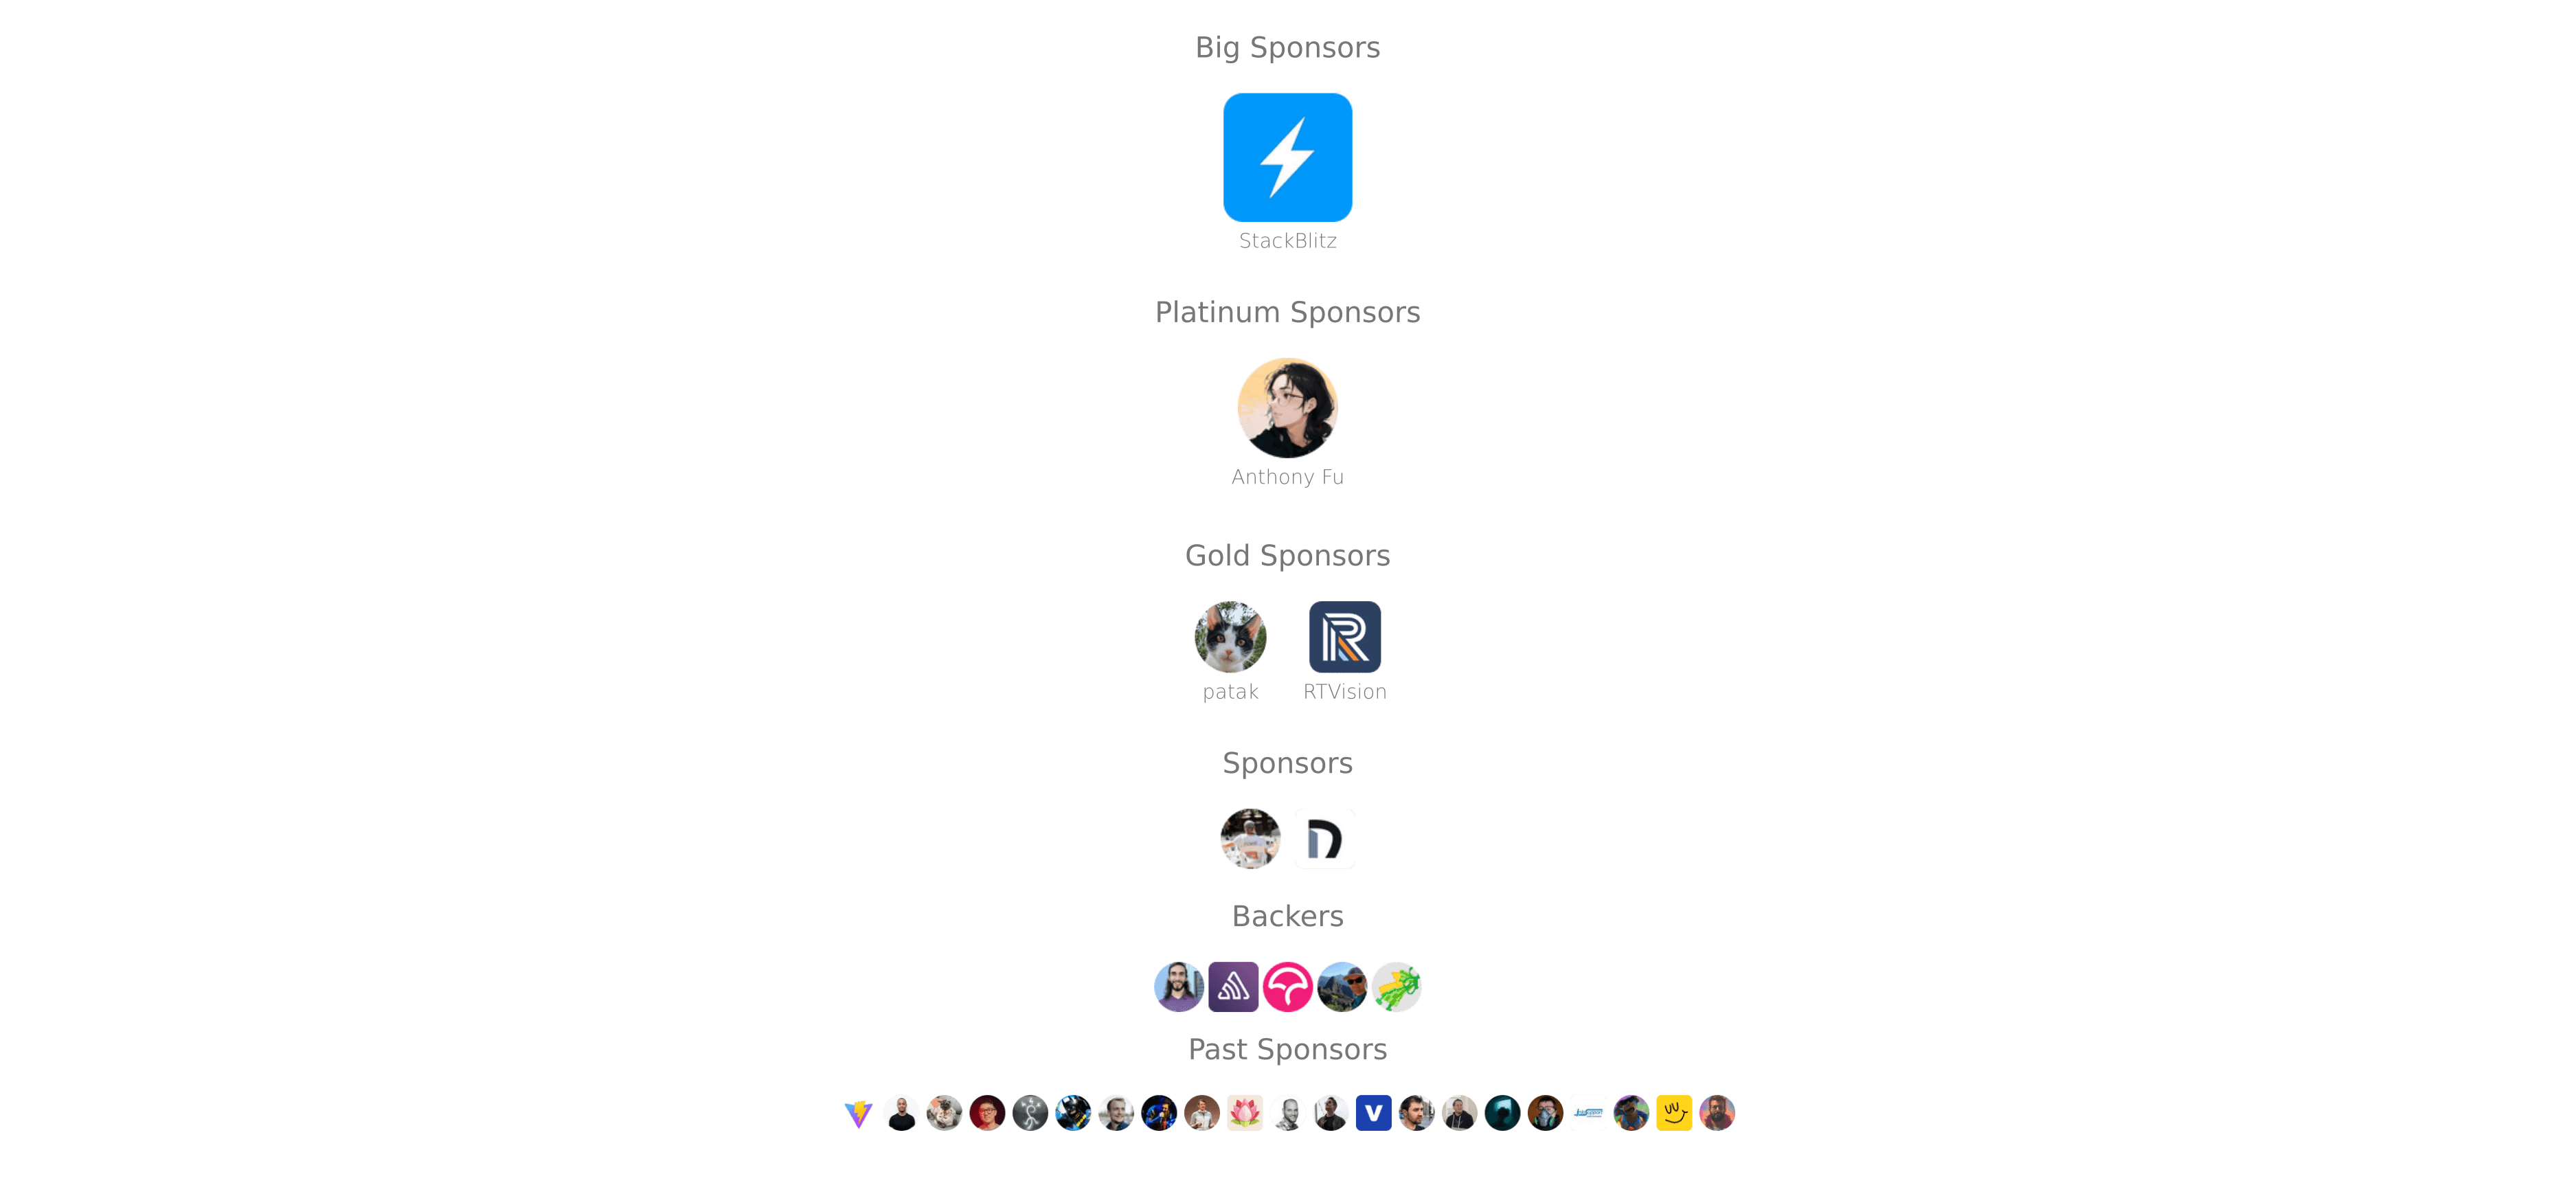 Big Sponsors
StackBlitz
Platinum Sponsors
Anthony Fu
Gold Sponsors
patak RTVision
Sponsors
Backers
Past Sponsors
V